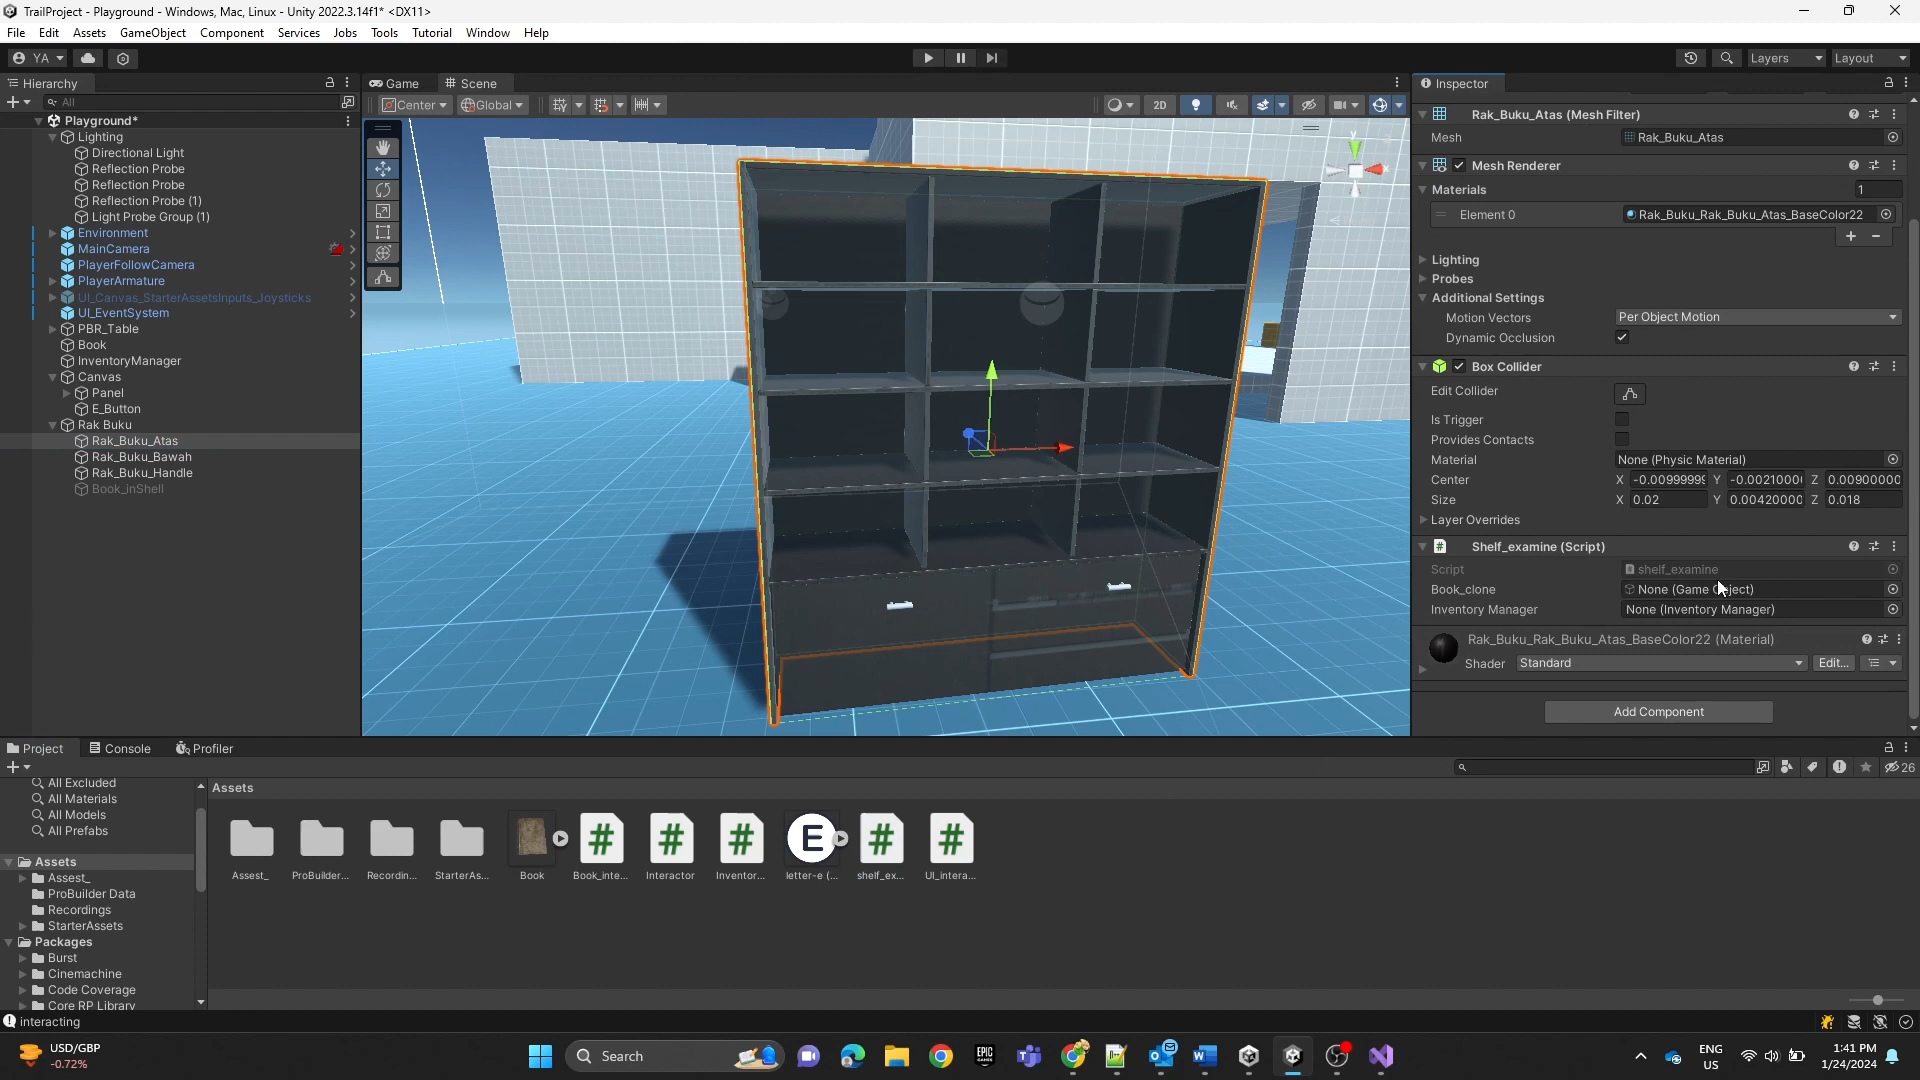 TrailProject - Playground - Windows, Mac, Linux - Unity 2022.3.14f1* <DX11>
File Edit Assets GameObject Component Services Jobs Tools Tutorial Window Help
YA Layers Layout
Hierarchy
All
Playground*
Lighting
Directional Light
Reflection Probe
Reflection Probe
Reflection Probe (1)
Light Probe Group (1)
Environment
MainCamera
PlayerFollowCamera
PlayerArmature
UI_Canvas_StarterAssetsInputs_Joysticks
UI_EventSystem
PBR_Table
Book
InventoryManager
Canvas
Panel
E_Button
Rak Buku
Rak_Buku_Atas
Rak_Buku_Bawah
Rak_Buku_Handle
Book_inShell
Game Scene
Center Global 2D
y
Inspector
Rak_Buku_Atas (Mesh Filter)
Mesh Rak_Buku_Atas
Mesh Renderer
Materials 1
Element 0 Rak_Buku_Rak_Buku_Atas_BaseColor22
Lighting
Probes
Additional Settings
Motion Vectors Per Object Motion
Dynamic Occlusion
Box Collider
Edit Collider
Is Trigger
Provides Contacts
Material None (Physic Material)
Center X -0.00999999 Y -0.0021000 Z 0.00900000
Size X 0.02 Y 0.00420000 Z 0.018
Layer Overrides
Shelf_examine (Script)
Script shelf_examine
Book_clone None (Game Object)
Inventory Manager None (Inventory Manager)
Rak_Buku_Rak_Buku_Atas_BaseColor22 (Material)
Shader Standard Edit...
Add Component
Project Console Profiler
26
All Excluded
All Materials
All Models
All Prefabs
Assets
Assest_
ProBuilder Data
Recordings
StarterAssets
Packages
Burst
Cinemachine
Code Coverage
Core RP Library
Assets
# # # E # #
Assest_ ProBuilder... Recordin... StarterAs... Book Book_inte... Interactor Inventor... letter-e (... shelf_ex... UI_intera...
interacting
USD/GBP
-0.72%
Search
EPIC
ENG
US
1:41 PM
1/24/2024